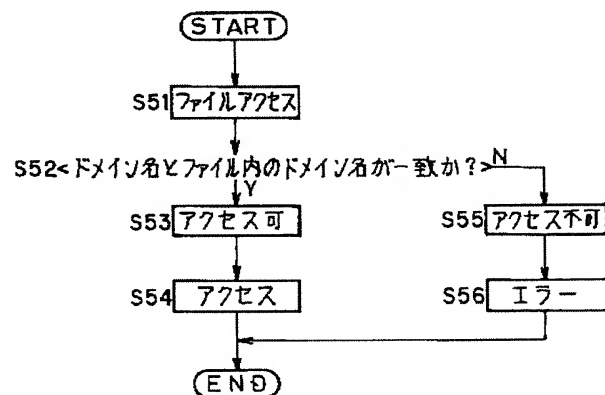 START
S51 ファイルアクセス
S52<ドメイン名とファイル内のドメイン名が一致か?> N
Y
S53 アクセス可
S55 アクセス不可
S54 アクセス
S56 エラー
END